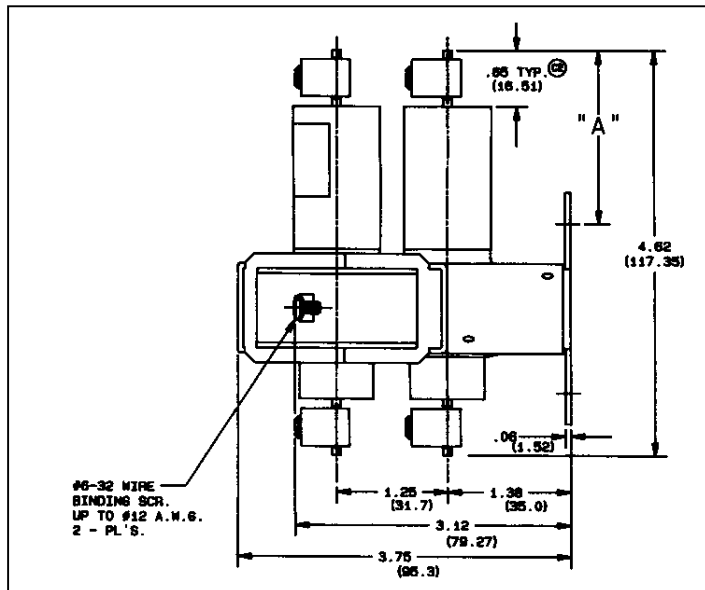 .65 TYP.
(16.51)
"A"
4.62
(117.35)
.06
(1.52)
#6-32 WIRE
BINDING SCR.
UP TO #12 A.W.G.
2 - PL'S.
1.25
(31.7)
1.38
(35.0)
3.12
(79.27)
3.75
(95.3)